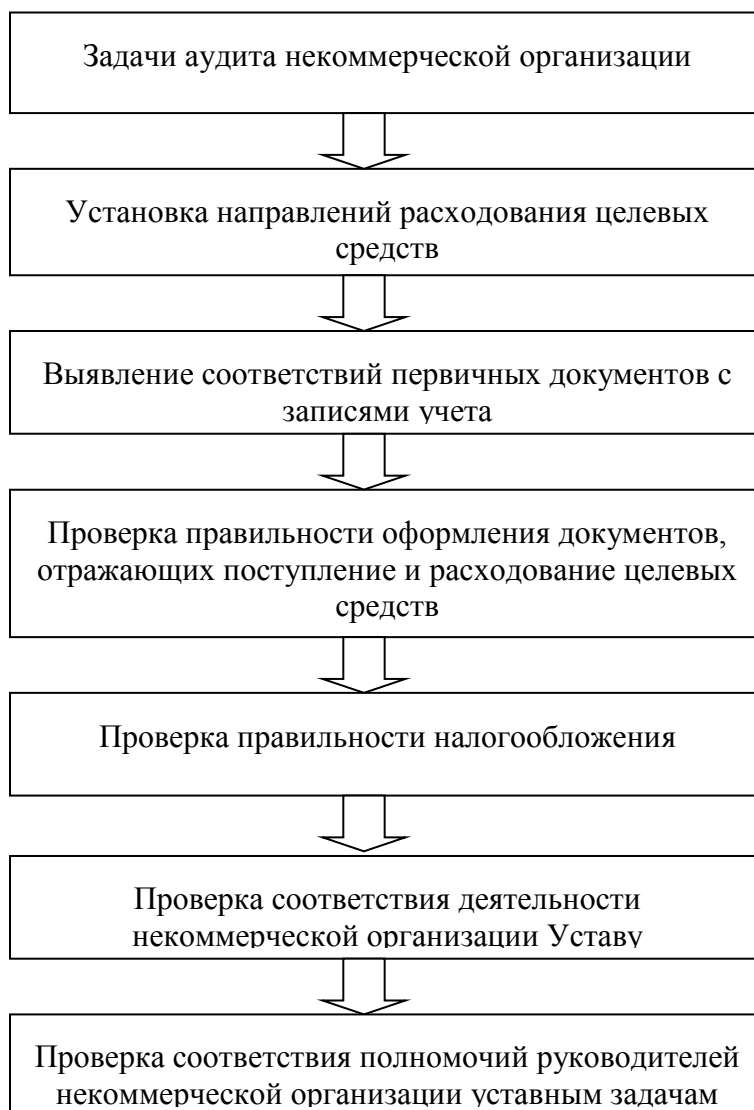 Задачи аудита некоммерческой организации
Установка направлений расходования целевых
средств
Выявление соответствий первичных документов с
записями учета
Проверка правильности оформления документов,
отражающих поступление и расходование целевых
средств
Проверка правильности налогообложения
Проверка соответствия деятельности
некоммерческой организации Уставу
Проверка соответствия полномочий руководителей
некоммерческой организации уставным задачам